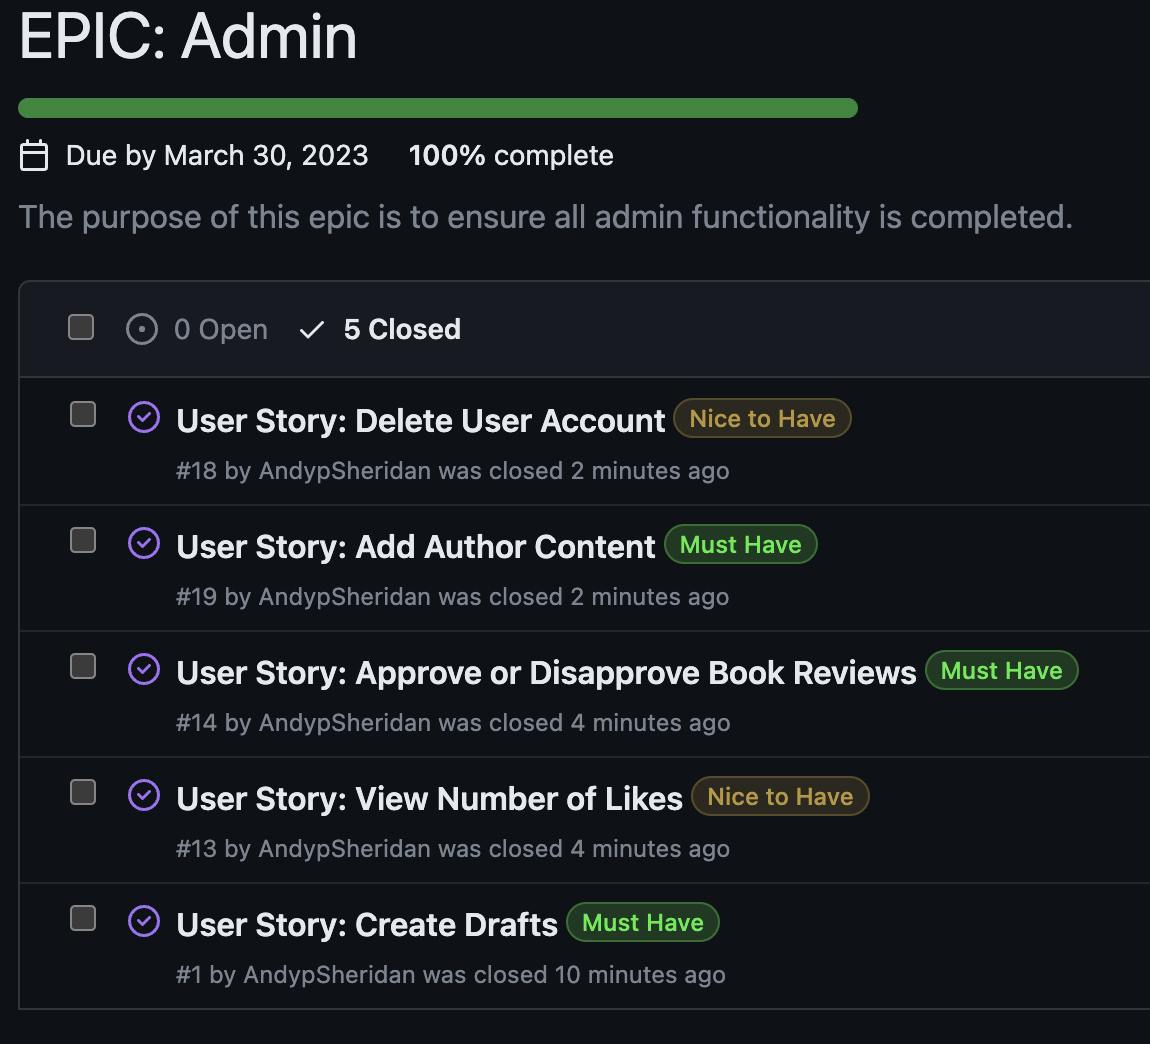 EPIC: Admin
Due by March 30, 2023 100% complete
The purpose of this epic is to ensure all admin functionality is completed.
0 Open 5 Closed
User Story: Delete User Account Nice to Have
#18 by AndypSheridan was closed 2 minutes ago
User Story: Add Author Content Must Have
#19 by AndypSheridan was closed 2 minutes ago
User Story: Approve or Disapprove Book Reviews Must Have
#14 by AndypSheridan was closed 4 minutes ago
User Story: View Number of Likes Nice to Have
#13 by AndypSheridan was closed 4 minutes ago
User Story: Create Drafts Must Have
#1 by AndypSheridan was closed 10 minutes ago